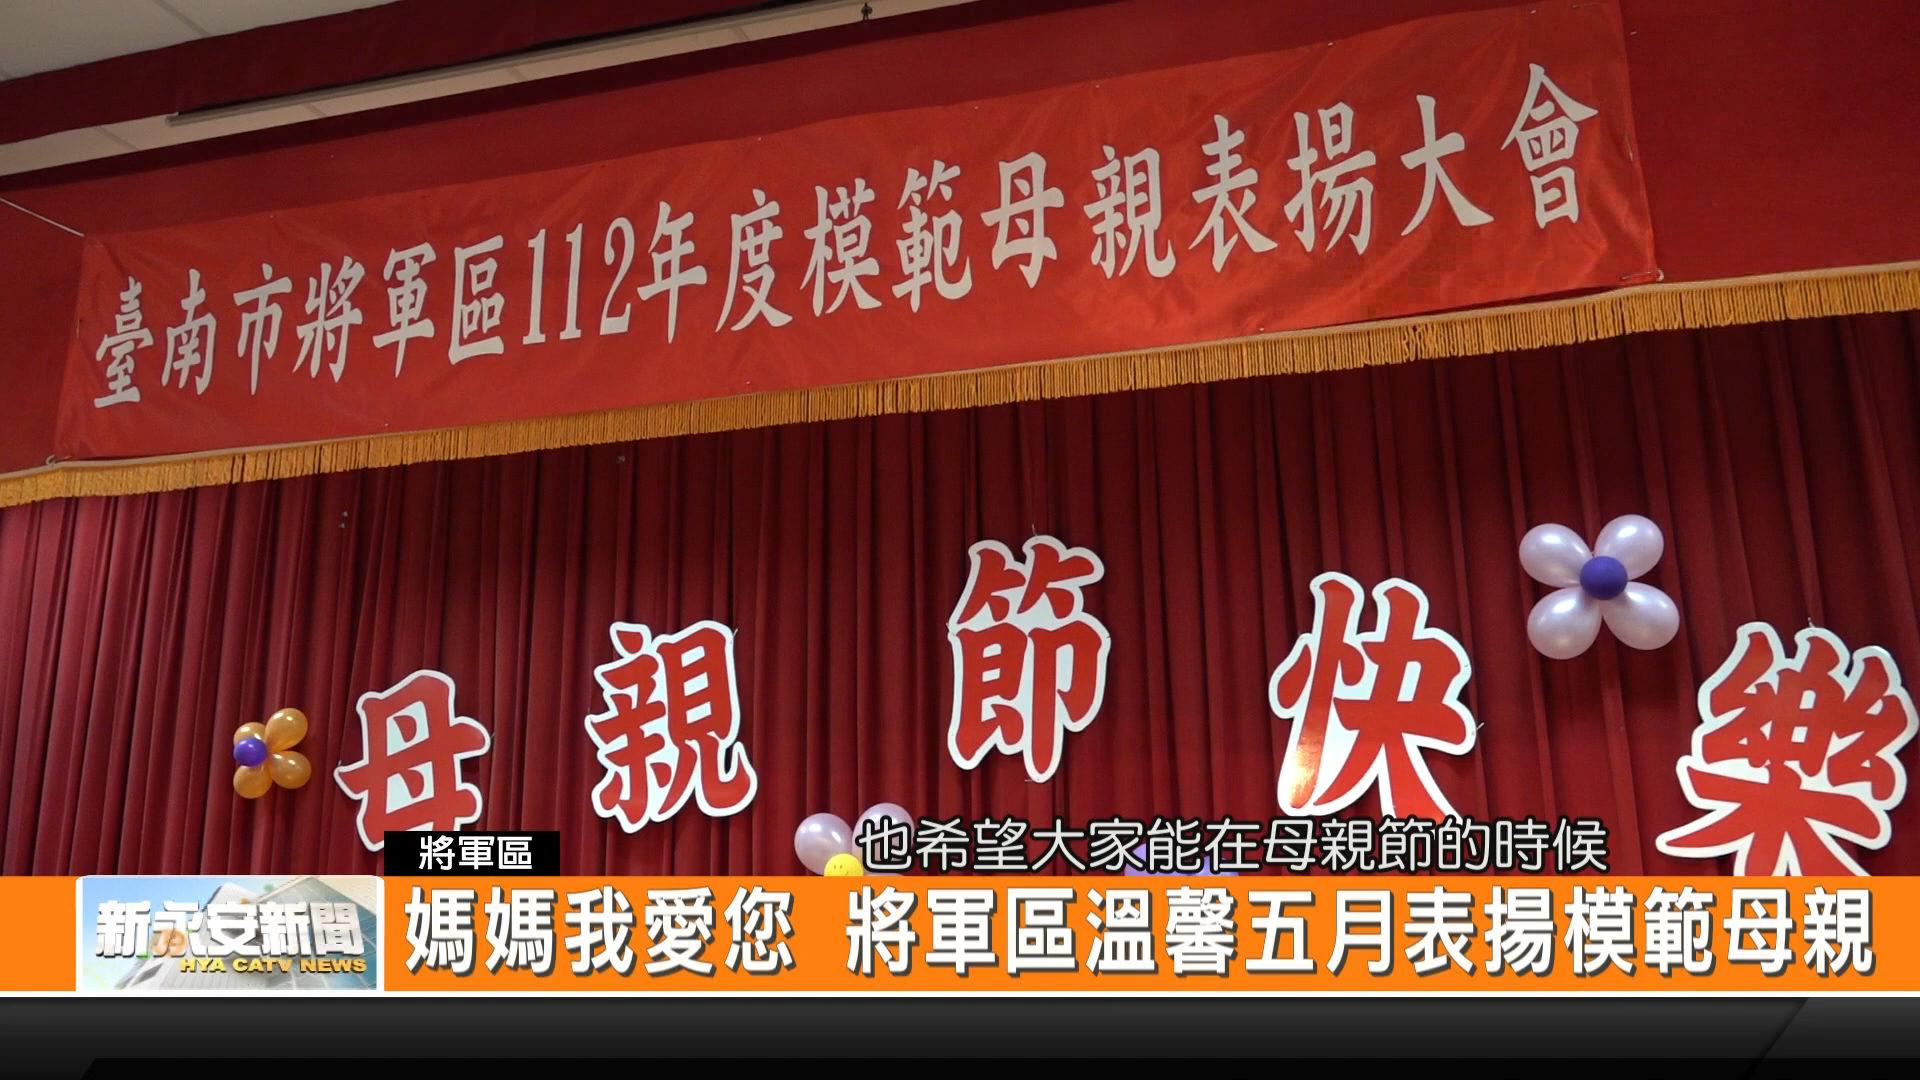 臺南市將軍區112年度模範母親表揚大會
母親節快樂
也希望大家能在母親節的時候
將軍區
新永安新聞
HYA CATV NEWS
媽媽我愛您 將軍區溫馨五月表揚模範母親